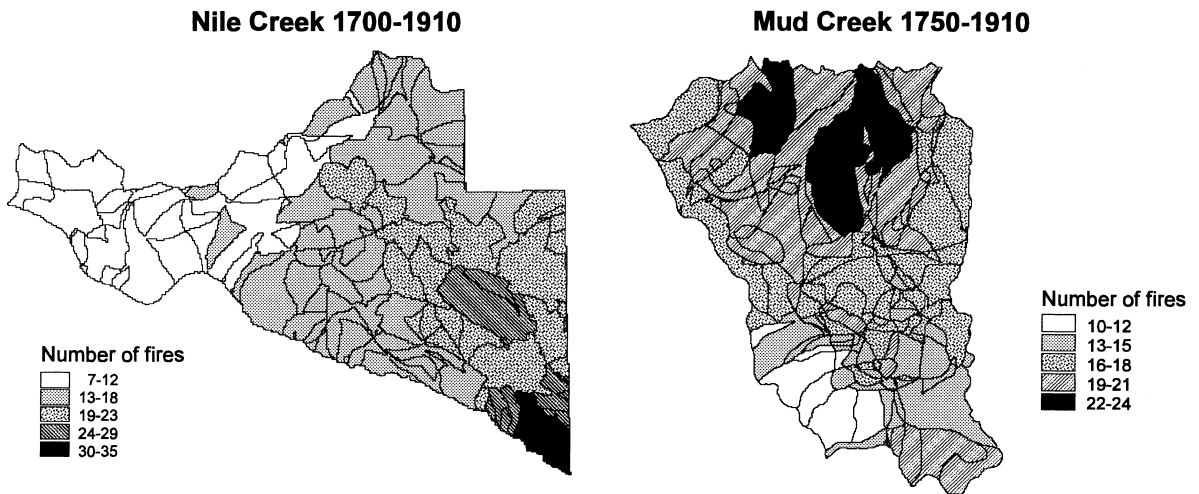 Nile Creek 1700-1910
Number of fires
7-12
13-18
19-23
24-29
30-35
Mud Creek 1750-1910
Number of fires
10-12
13-15
16-18
19-21
22-24